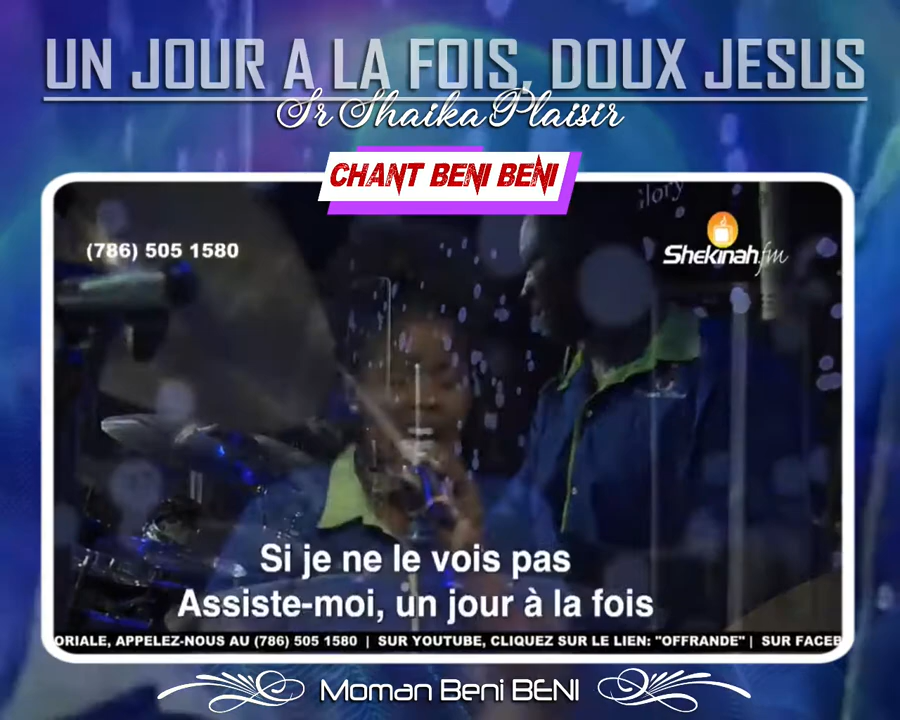 UN JOUR A LA FOIS, DOUX JESUS
Sr Shaika Plaisir
CHANT BENI BENI
Glory
(786) 505 1580
Shekinah.fm
Si je ne le vois pas
Assiste-moi, un jour à la fois
ORIALE, APPELEZ-NOUS AU (786) 505 1580 | SUR YOUTUBE, CLIQUEZ SUR LE LIEN: "OFFRANDE" | SUR FACEB
Moman Beni BENI